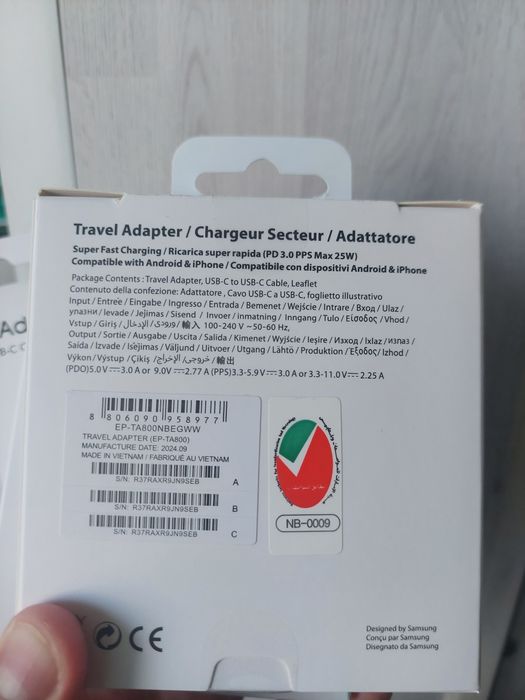 Travel Adapter / Chargeur Secteur / Adattatore
Super Fast Charging / Ricarica super rapida (PD 3.0 PPS Max 25W)
Compatible with Android & iPhone / Compatibile con dispositivi Android & iPhone
Package Contents : Travel Adapter, USB-C to USB-C Cable, Leaflet
Contenuto della confezione: Adattatore , Cavo USB-C a USB-C, foglietto illustrativo
Input / Entrée / Eingabe / Ingresso / Entrada / Bemenet / Wejście / Intrare / Вход / Ulaz /
улазни / Ievade / Įejimas / Sisend / Invoer / inmatning / Inngang / Tulo / Είσοδος / Vhod /
Vstup / Giriş / الإدخال / ورودی / 輸入 100-240 V ~50-60 Hz,
Output / Sortie / Ausgabe / Uscita / Salida / Kimenet / Wyjście / Ieșire / Изход / Izlaz / излаз /
Saída / Izvade / Išėjimas / Väljund / Uitvoer / Utgang / Lähtö / Produktion / Έξοδος / Izhod /
Výkon / Výstup / Çıkış / خروجی / الإخراج / 輸出
(PDO)5.0 V⎓3.0 A or 9.0V⎓2.77 A (PPS)3.3-5.9V⎓3.0 A or 3.3-11.0V⎓2.25 A
8 806090 958977
EP-TA800NBEGWW
TRAVEL ADAPTER (EP-TA800)
MANUFACTURE DATE: 2024.09
MADE IN VIETNAM / FABRIQUÉ AU VIETNAM
S/N: R37RAXR9JN9SEB A
S/N: R37RAXR9JN9SEB B
S/N: R37RAXR9JN9SEB C
NB-0009
CE
Designed by Samsung
Conçu par Samsung
Disegnato da Samsung